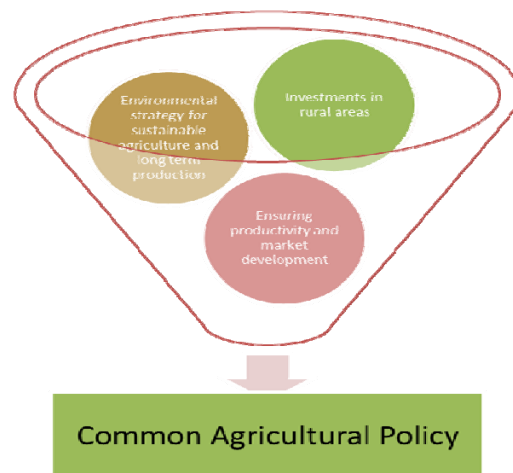 Environmental
strategy for
sustainable
agriculture and
long term
production
Investments in
rural areas
Ensuring
productivity and
market
development
Common Agricultural Policy